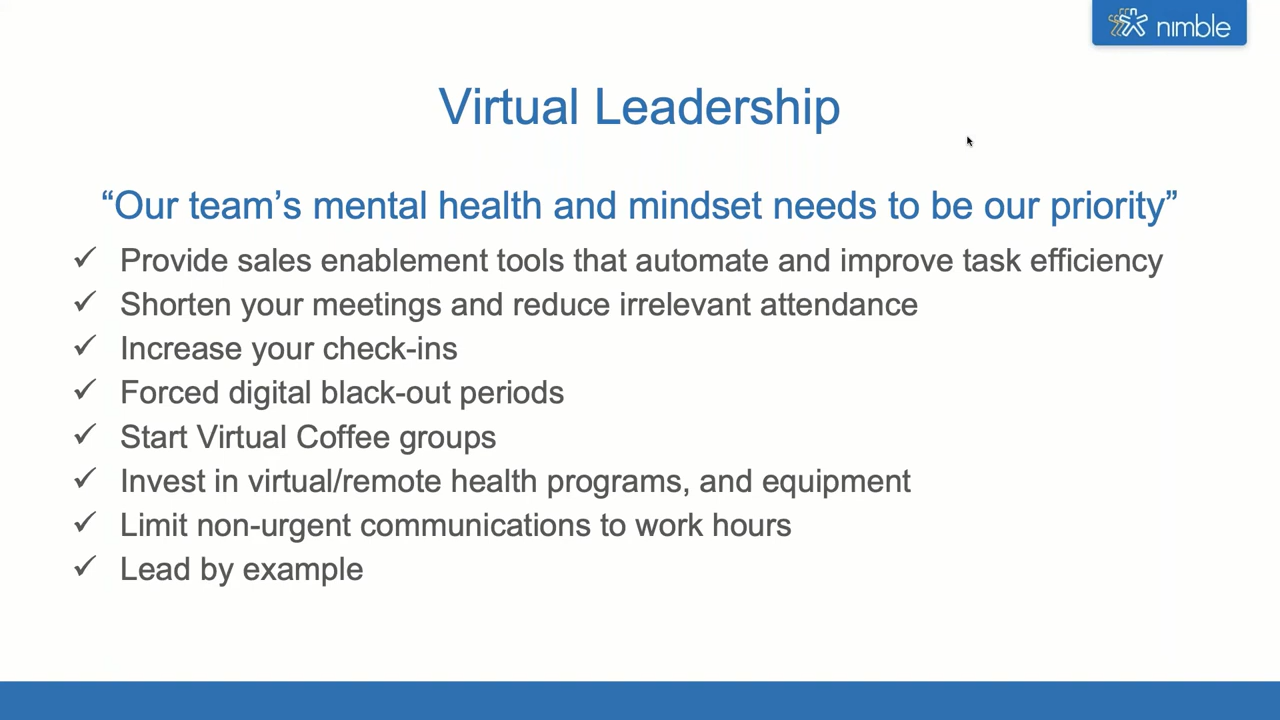 nimble
Virtual Leadership
“Our team’s mental health and mindset needs to be our priority”
✓ Provide sales enablement tools that automate and improve task efficiency
✓ Shorten your meetings and reduce irrelevant attendance
✓ Increase your check-ins
✓ Forced digital black-out periods
✓ Start Virtual Coffee groups
✓ Invest in virtual/remote health programs, and equipment
✓ Limit non-urgent communications to work hours
✓ Lead by example